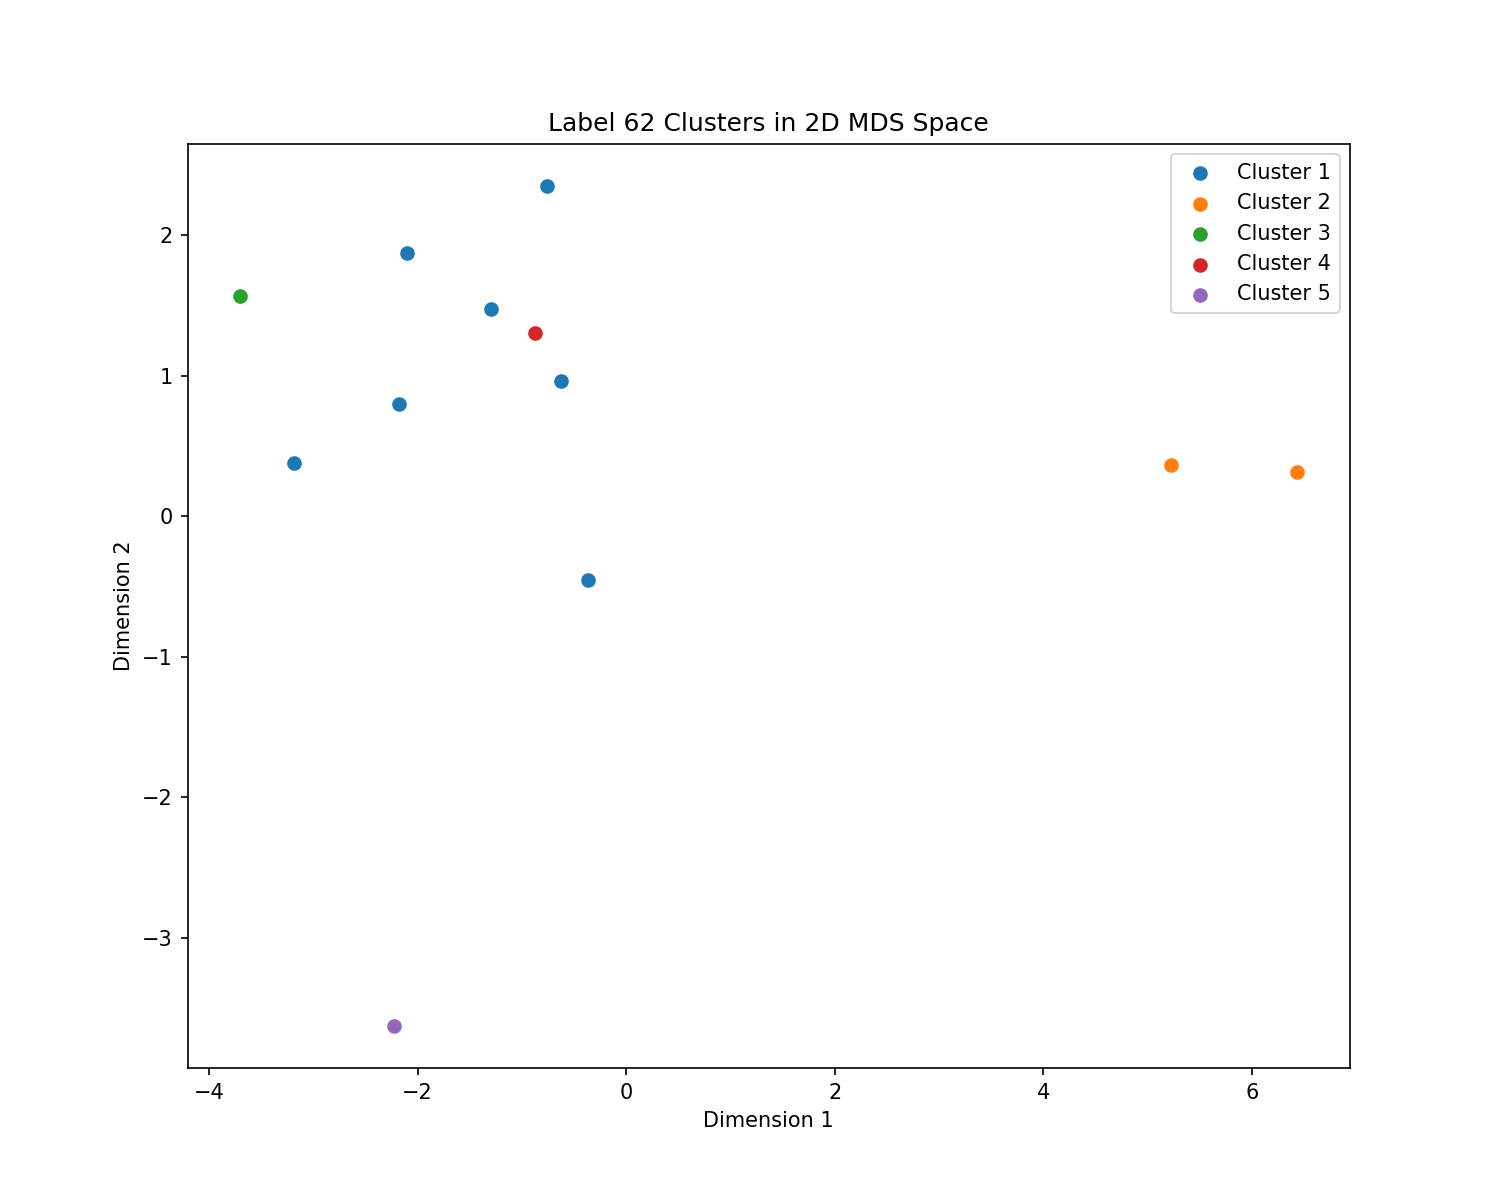 Label 62 Clusters in 2D MDS Space
Cluster 1
Cluster 2
Cluster 3
Cluster 4
Cluster 5
2
1
0
−1
−2
−3
Dimension 2
−4 −2 0 2 4 6
Dimension 1